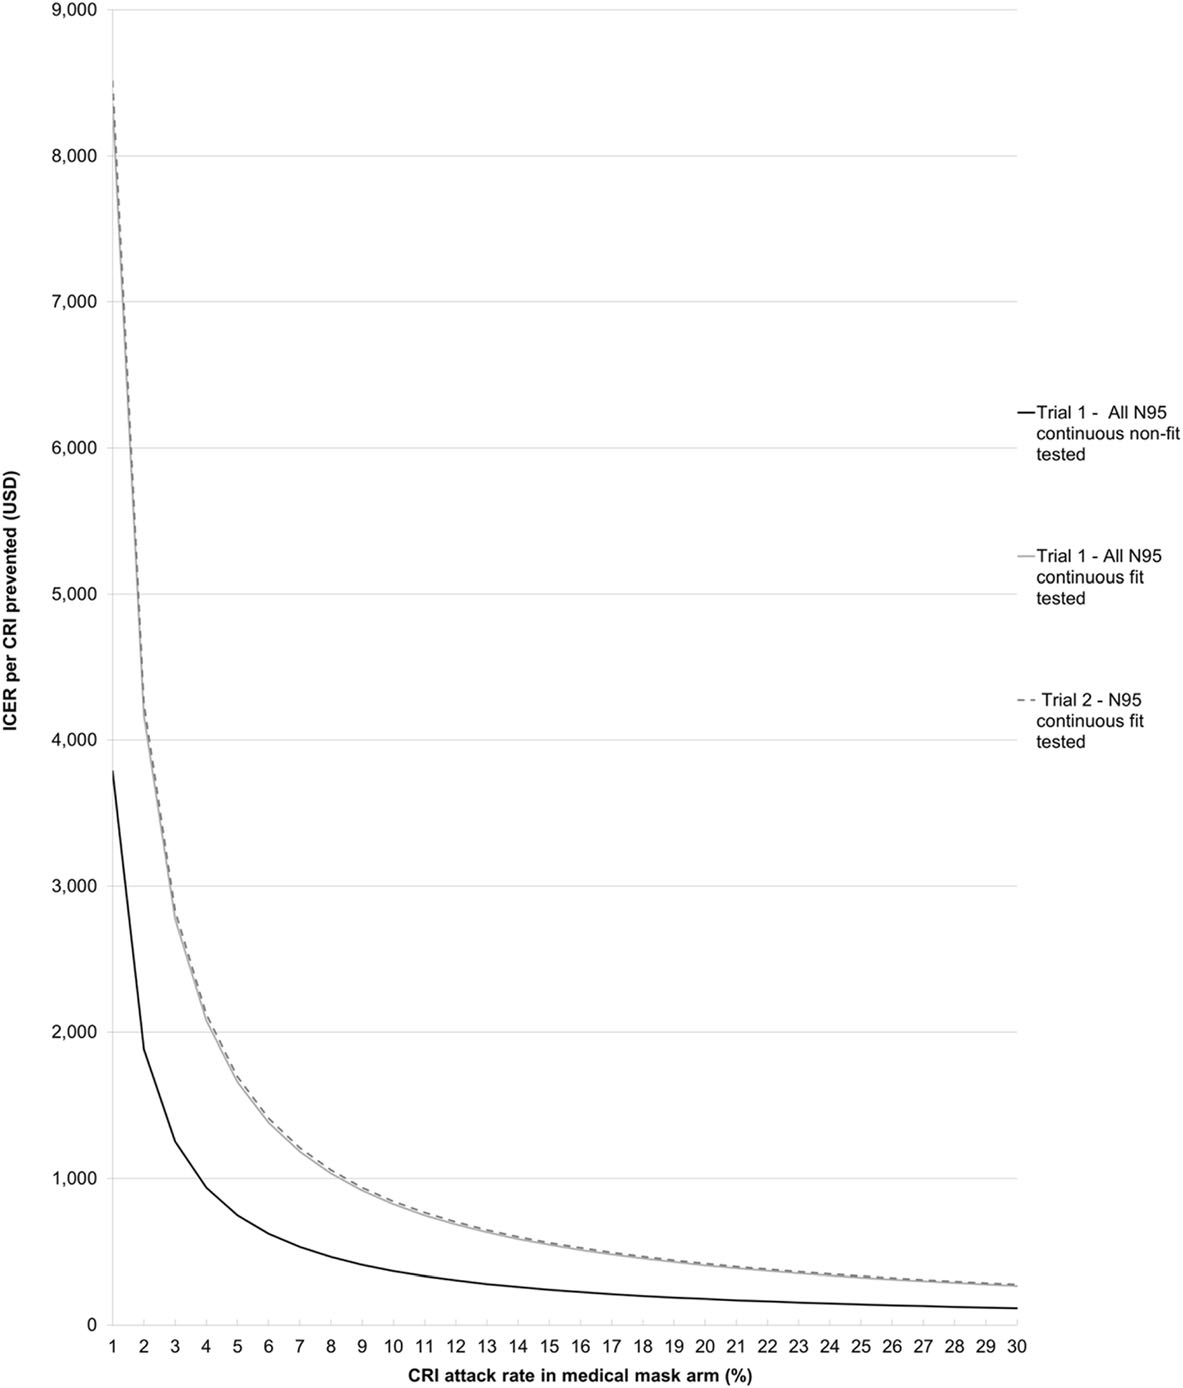 9,000
8,000
7,000
6,000
5,000
4,000
3,000
2,000
1,000
0
ICER per CRI prevented (USD)
1 2 3 4 5 6 7 8 9 10 11 12 13 14 15 16 17 18 19 20 21 22 23 24 25 26 27 28 29 30
CRI attack rate in medical mask arm (%)
Trial 1 - All N95
continuous non-fit
tested
Trial 1 - All N95
continuous fit
tested
Trial 2 - N95
continuous fit
tested